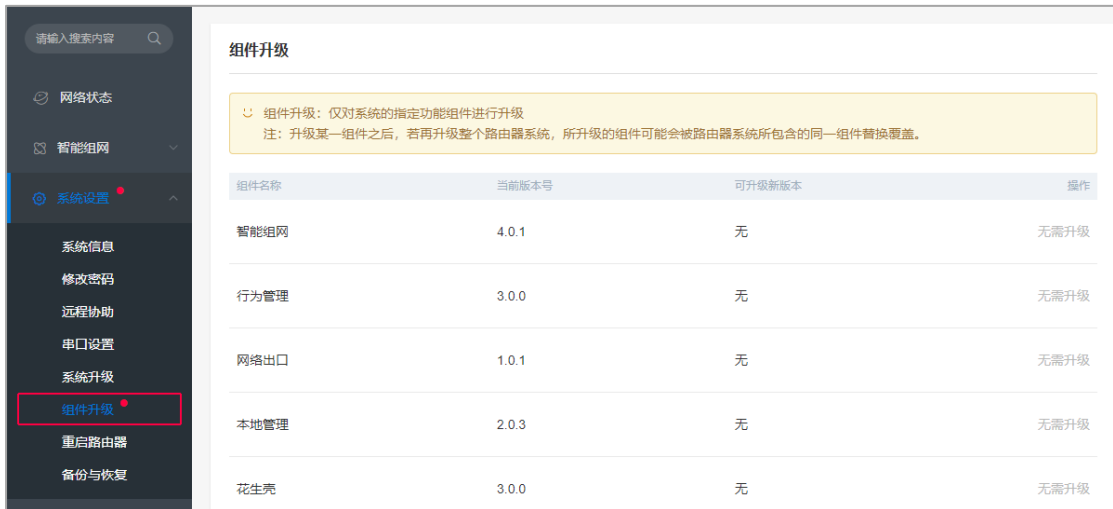 请输入搜索内容
网络状态
智能组网
系统设置
系统信息
修改密码
远程协助
串口设置
系统升级
组件升级
重启路由器
备份与恢复
组件升级
组件升级：仅对系统的指定功能组件进行升级
注：升级某一组件之后，若再升级整个路由器系统，所升级的组件可能会被路由器系统所包含的同一组件替换覆盖。
组件名称 当前版本号 可升级新版本 操作
智能组网 4.0.1 无 无需升级
行为管理 3.0.0 无 无需升级
网络出口 1.0.1 无 无需升级
本地管理 2.0.3 无 无需升级
花生壳 3.0.0 无 无需升级